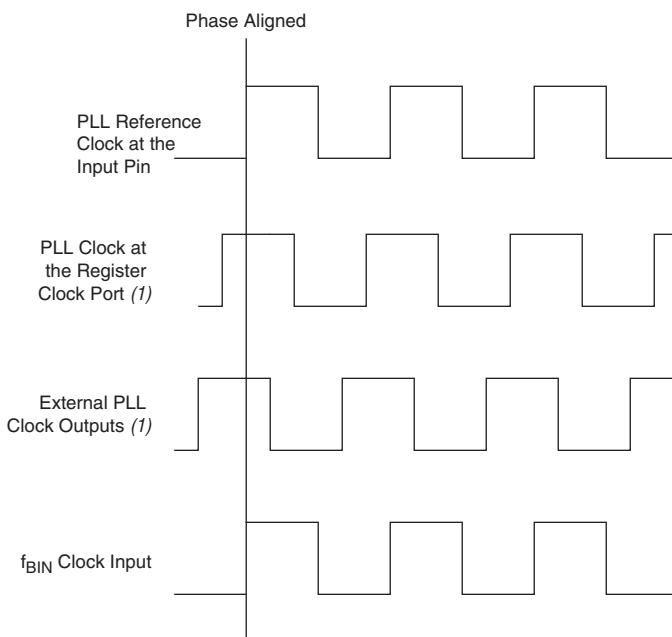 Phase Aligned
PLL Reference
Clock at the
Input Pin
PLL Clock at
the Register
Clock Port (1)
External PLL
Clock Outputs (1)
fBIN Clock Input